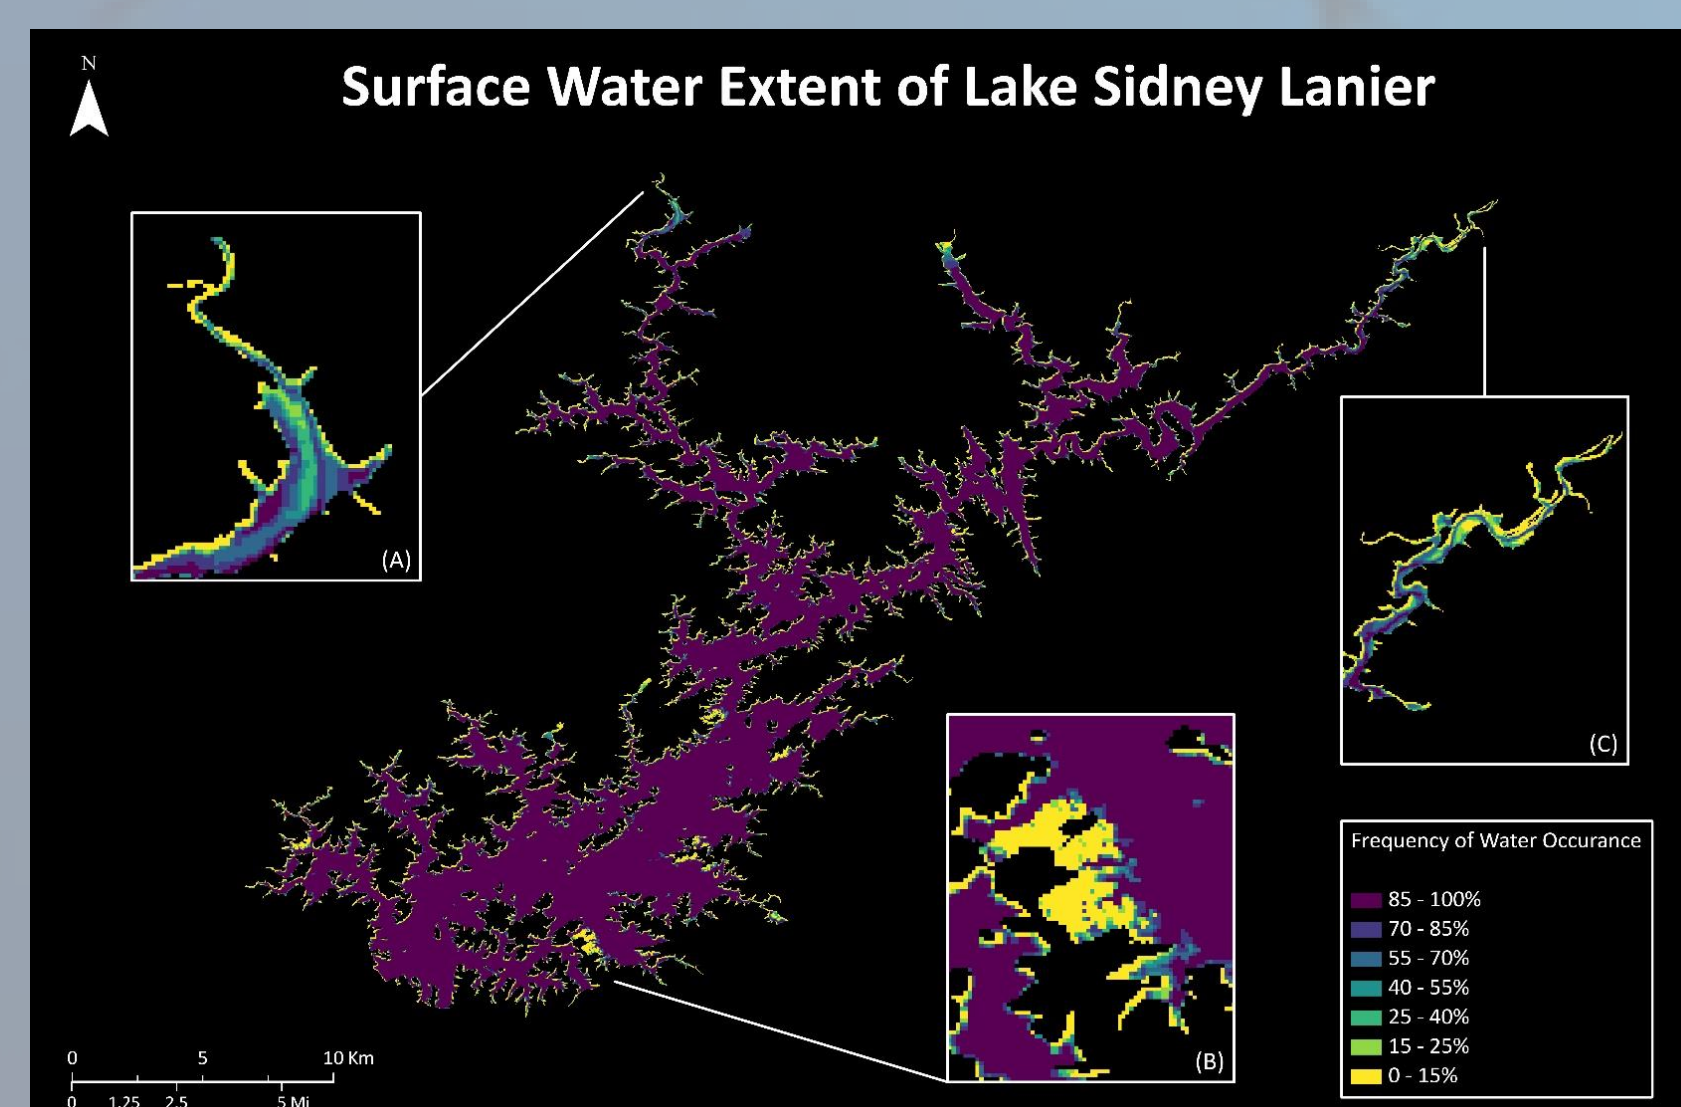 N
Surface Water Extent of Lake Sidney Lanier
(A)
(C)
(B)
Frequency of Water Occurance
85 - 100%
70 - 85%
55 - 70%
40 - 55%
25 - 40%
15 - 25%
0 - 15%
0 5 10 Km
0 1.25 2.5 5 Mi